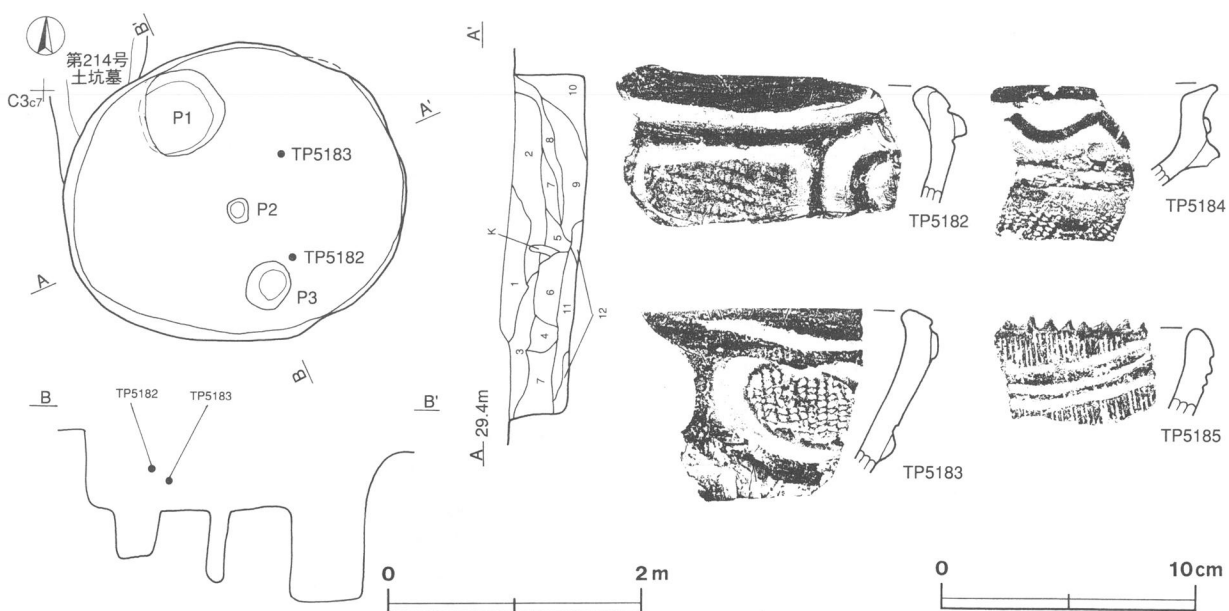 第214号
土坑墓
C3c7
B'
A'
P1
TP5183
P2
TP5182
P3
A
B
A'
10
2
8
7
9
K
5
1
6
11
12
4
3
7
A 29.4m
TP5182
TP5184
TP5183
TP5185
B
TP5182
TP5183
B'
0
2m
0
10cm